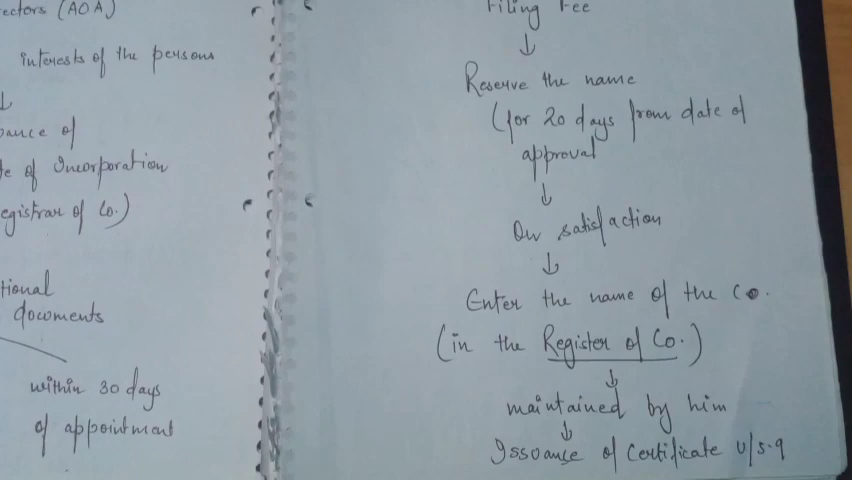 ectors (AOA)
interests of the persons
↓
ance of
te of Incorporation
egistrar of Co.)
tional
documents
within 30 days
of appointment
Filing Fee
↓
Reserve the name
(for 20 days from date of
approval
↓
On satisfaction
↓
Enter the name of the Co.
(in the Register of Co.)
↓
maintained by him
↓
Issuance of Certificate U/S.9